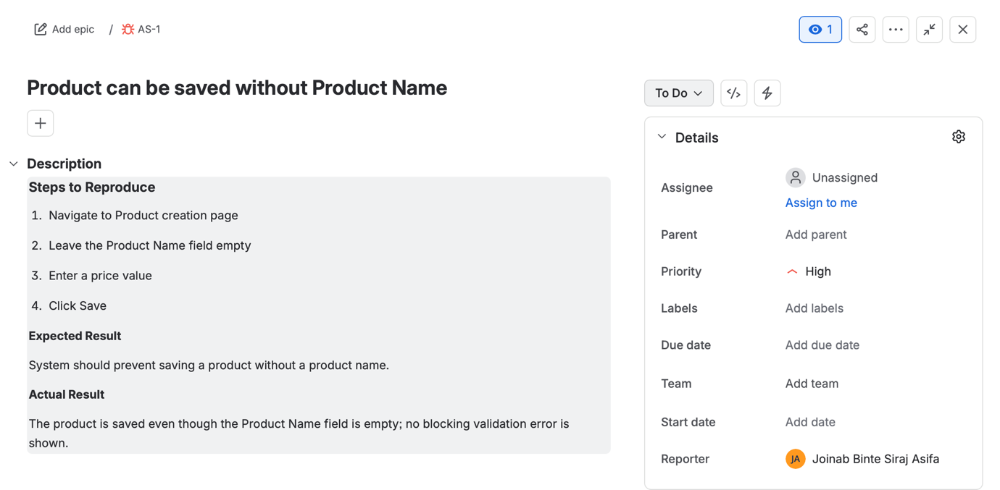 Add epic / AS-1
1
Product can be saved without Product Name
To Do
Description
Steps to Reproduce
1. Navigate to Product creation page
2. Leave the Product Name field empty
3. Enter a price value
4. Click Save
Expected Result
System should prevent saving a product without a product name.
Actual Result
The product is saved even though the Product Name field is empty; no blocking validation error is
shown.
Details
Assignee
Unassigned
Assign to me
Parent
Add parent
Priority
High
Labels
Add labels
Due date
Add due date
Team
Add team
Start date
Add date
Reporter
JA Joinab Binte Siraj Asifa